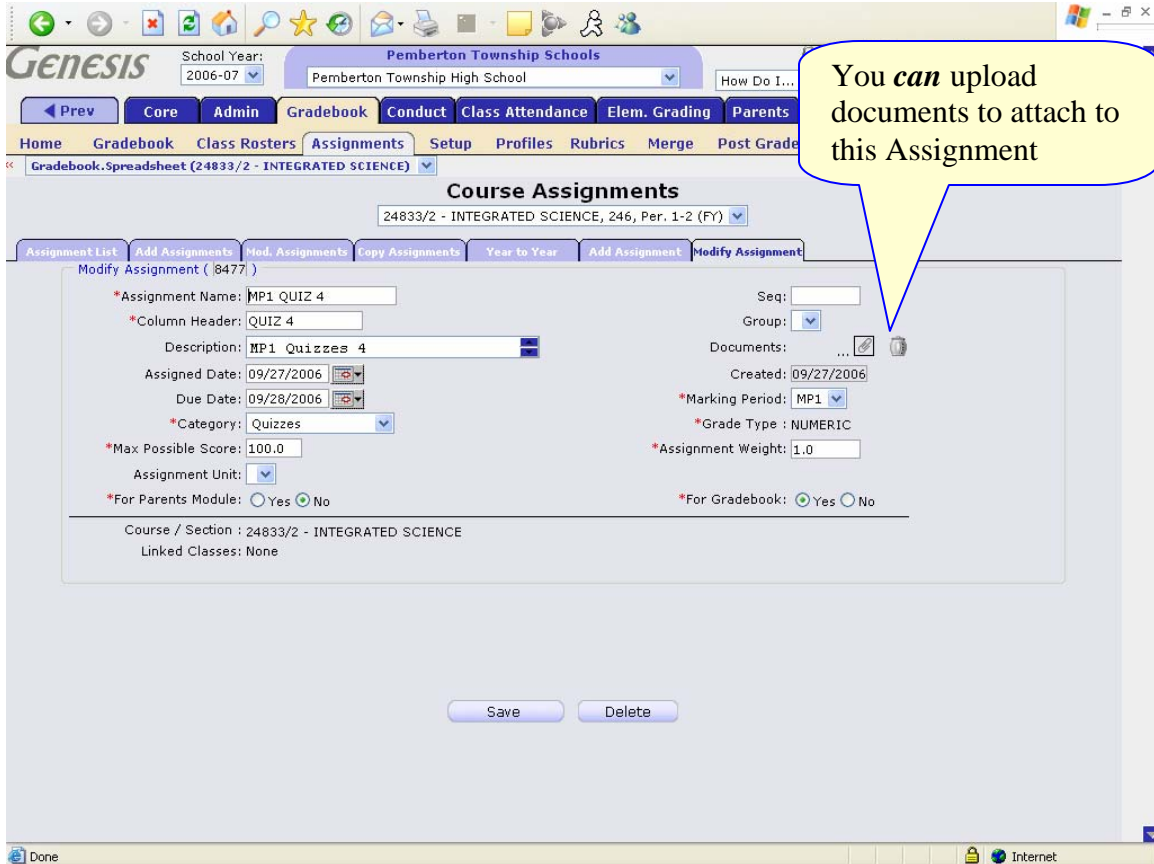 Genesis
School Year:
2006-07
Pemberton Township Schools
Pemberton Township High School
How Do I...
You can upload
documents to attach to
this Assignment
Prev Core Admin Gradebook Conduct Class Attendance Elem. Grading Parents
Home Gradebook Class Rosters Assignments Setup Profiles Rubrics Merge Post Grade
Gradebook.Spreadsheet (24833/2 - INTEGRATED SCIENCE)
Course Assignments
24833/2 - INTEGRATED SCIENCE, 246, Per. 1-2 (FY)
Assignment List Add Assignments Mod. Assignments Copy Assignments Year to Year Add Assignment Modify Assignment
Modify Assignment ( 8477 )
*Assignment Name: MP1 QUIZ 4 Seq:
*Column Header: QUIZ 4 Group:
Description: MP1 Quizzes 4 Documents: ...
Assigned Date: 09/27/2006 Created: 09/27/2006
Due Date: 09/28/2006 *Marking Period: MP1
*Category: Quizzes *Grade Type : NUMERIC
*Max Possible Score: 100.0 *Assignment Weight: 1.0
Assignment Unit:
*For Parents Module: Yes No *For Gradebook: Yes No
Course / Section : 24833/2 - INTEGRATED SCIENCE
Linked Classes: None
Save Delete
Done Internet